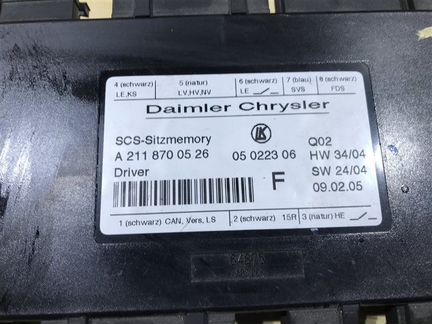 4 (schwarz) 5 (natur) 6 (schwarz) 7 (blau) 8 (schwarz)
LE,KS LV,HV,NV LE SVS FDS
Daimler Chrysler
SCS-Sitzmemory LK Q02
A 211 870 05 26 05 0223 06 HW 34/04
Driver F SW 24/04
09.02.05
1 (schwarz) CAN, Vers, LS 2 (schwarz) 15R 3 (natur) HE